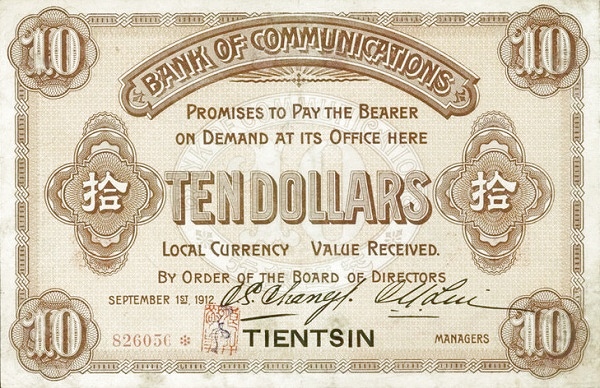 10 10
BANK OF COMMUNICATIONS
PROMISES TO PAY THE BEARER
ON DEMAND AT ITS OFFICE HERE
拾 TEN DOLLARS 拾
LOCAL CURRENCY VALUE RECEIVED.
BY ORDER OF THE BOARD OF DIRECTORS
SEPTEMBER 1ST, 1912
826056 * TIENTSIN MANAGERS
10 10